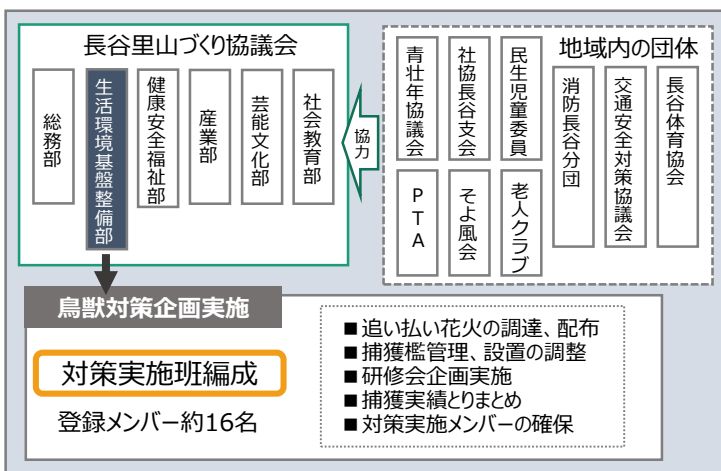 長谷里山づくり協議会
総務部
生活環境基盤整備部
健康安全福祉部
産業部
芸能文化部
社会教育部
協力
地域内の団体
青壮年協議会
社協長谷支会
民生児童委員
消防長谷分団
交通安全対策協議会
長谷体育協会
PTA
そよ風会
老人クラブ
鳥獣対策企画実施
対策実施班編成
登録メンバー約16名
■追い払い花火の調達、配布
■捕獲檻管理、設置の調整
■研修会企画実施
■捕獲実績とりまとめ
■対策実施メンバーの確保